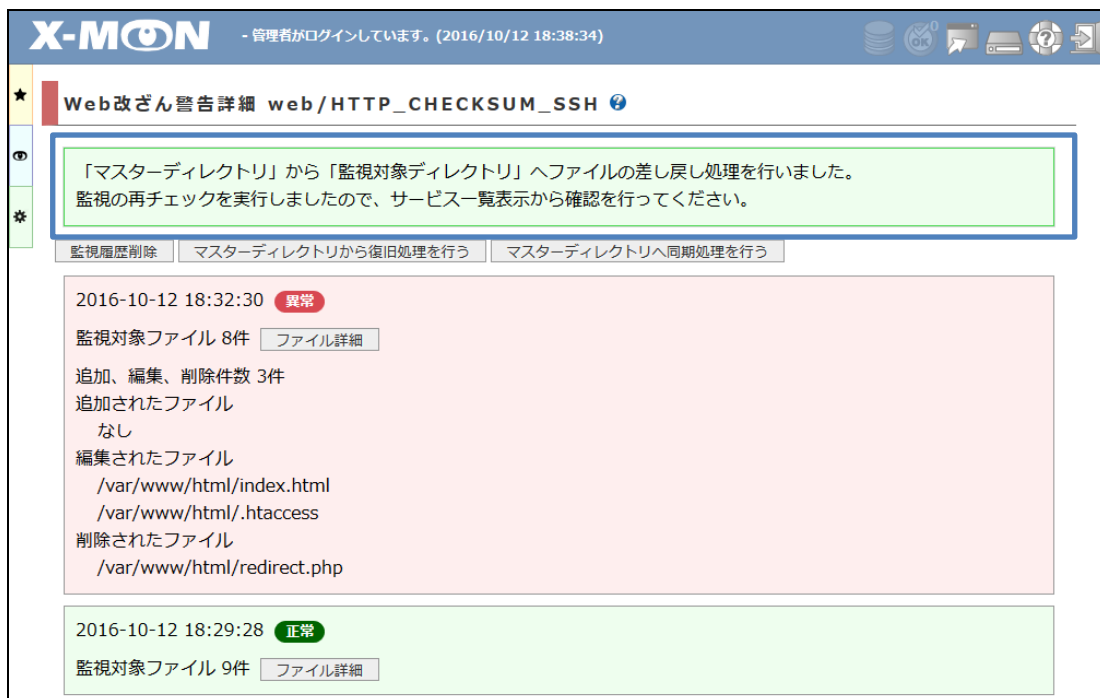 X-MON - 管理者がログインしています。(2016/10/12 18:38:34)
OK 0
Web改ざん警告詳細 web/HTTP_CHECKSUM_SSH
「マスターディレクトリ」から「監視対象ディレクトリ」へファイルの差し戻し処理を行いました。
監視の再チェックを実行しましたので、サービス一覧表示から確認を行ってください。
監視履歴削除 マスターディレクトリから復旧処理を行う マスターディレクトリへ同期処理を行う
2016-10-12 18:32:30 異常
監視対象ファイル 8件 ファイル詳細
追加、編集、削除件数 3件
追加されたファイル
なし
編集されたファイル
/var/www/html/index.html
/var/www/html/.htaccess
削除されたファイル
/var/www/html/redirect.php
2016-10-12 18:29:28 正常
監視対象ファイル 9件 ファイル詳細